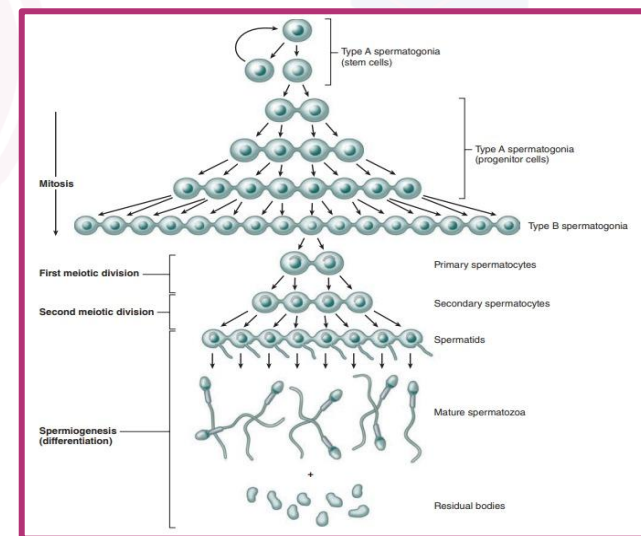 Type A spermatogonia
(stem cells)
Type A spermatogonia
(progenitor cells)
Mitosis
Type B spermatogonia
First meiotic division
Primary spermatocytes
Second meiotic division
Secondary spermatocytes
Spermatids
Mature spermatozoa
Spermiogenesis
(differentiation)
+
Residual bodies